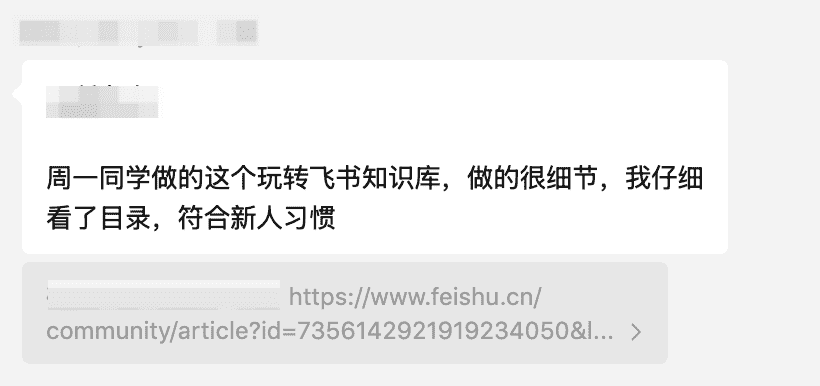 周一同学做的这个玩转飞书知识库，做的很细节，我仔细
看了目录，符合新人习惯
https://www.feishu.cn/
community/article?id=7356142921919234050&l...